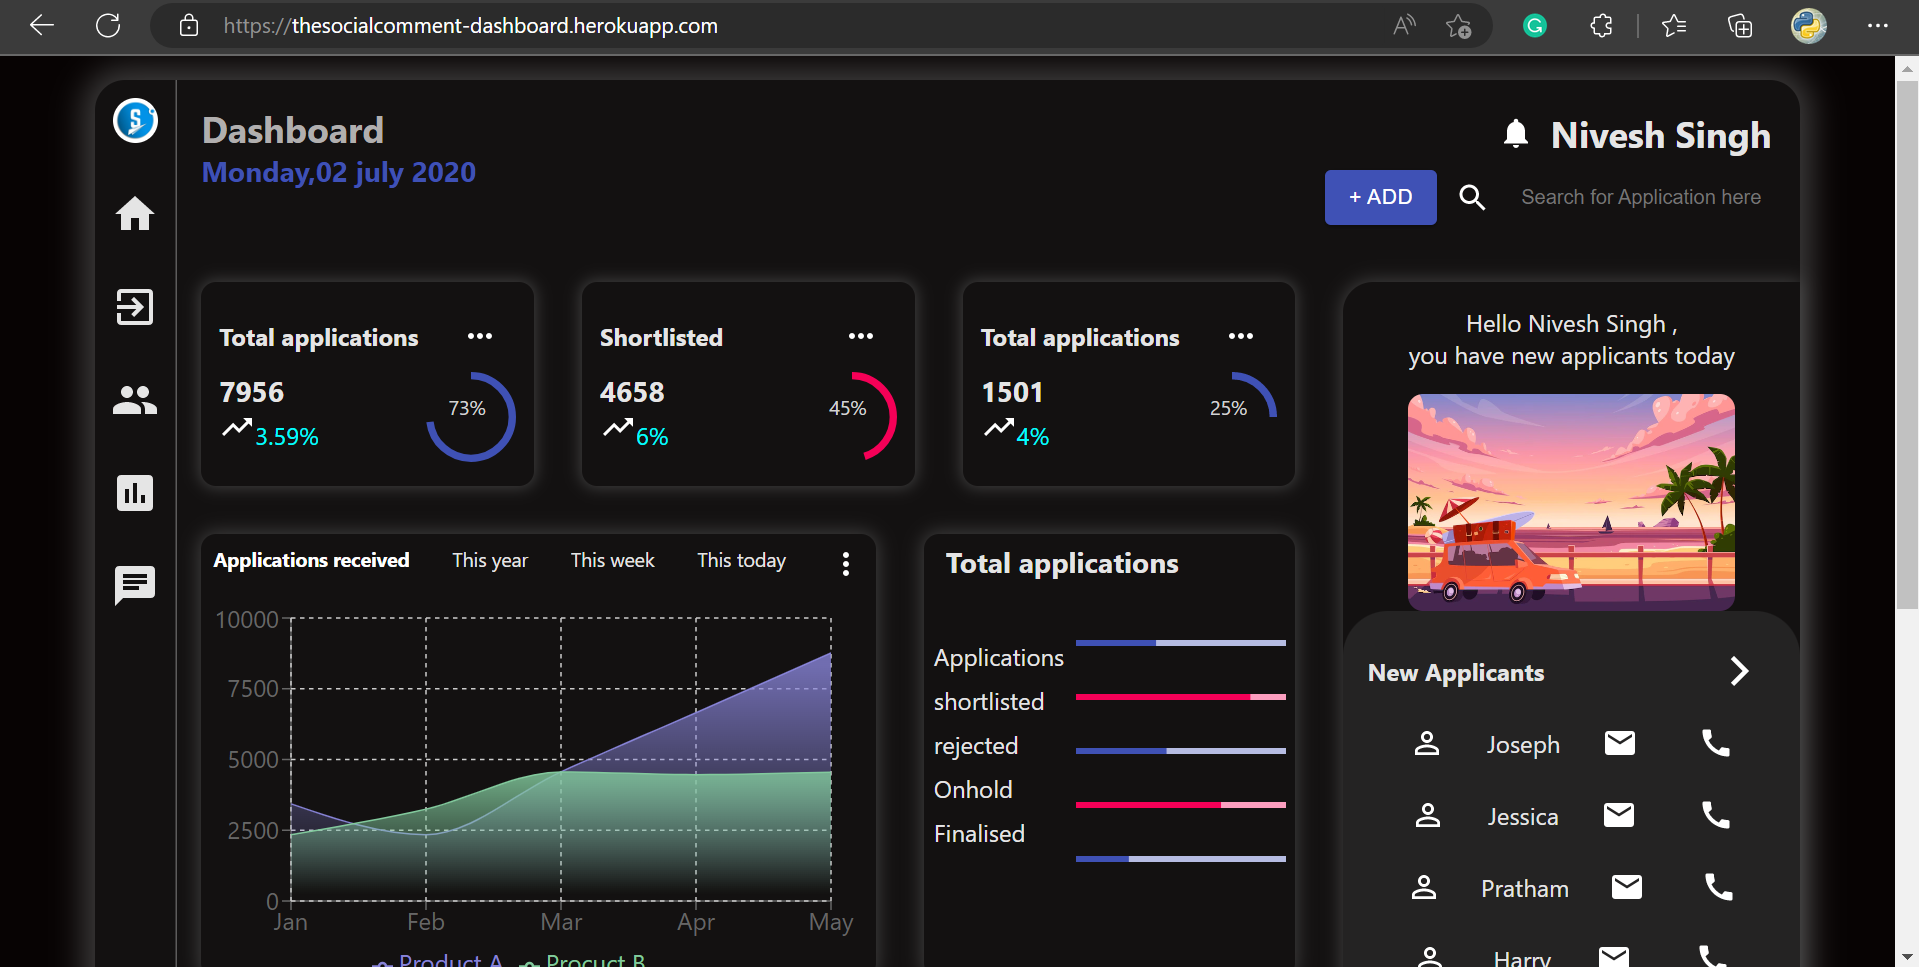 https://thesocialcomment-dashboard.herokuapp.com
Dashboard
Monday,02 july 2020
Nivesh Singh
+ ADD
Search for Application here
Total applications
7956
3.59%
73%
Shortlisted
4658
6%
45%
Total applications
1501
4%
25%
Hello Nivesh Singh ,
you have new applicants today
Applications received This year This week This today
10000
7500
5000
2500
0
Jan Feb Mar Apr May
Product A Procuct B
Total applications
Applications
shortlisted
rejected
Onhold
Finalised
New Applicants
Joseph
Jessica
Pratham
Harry